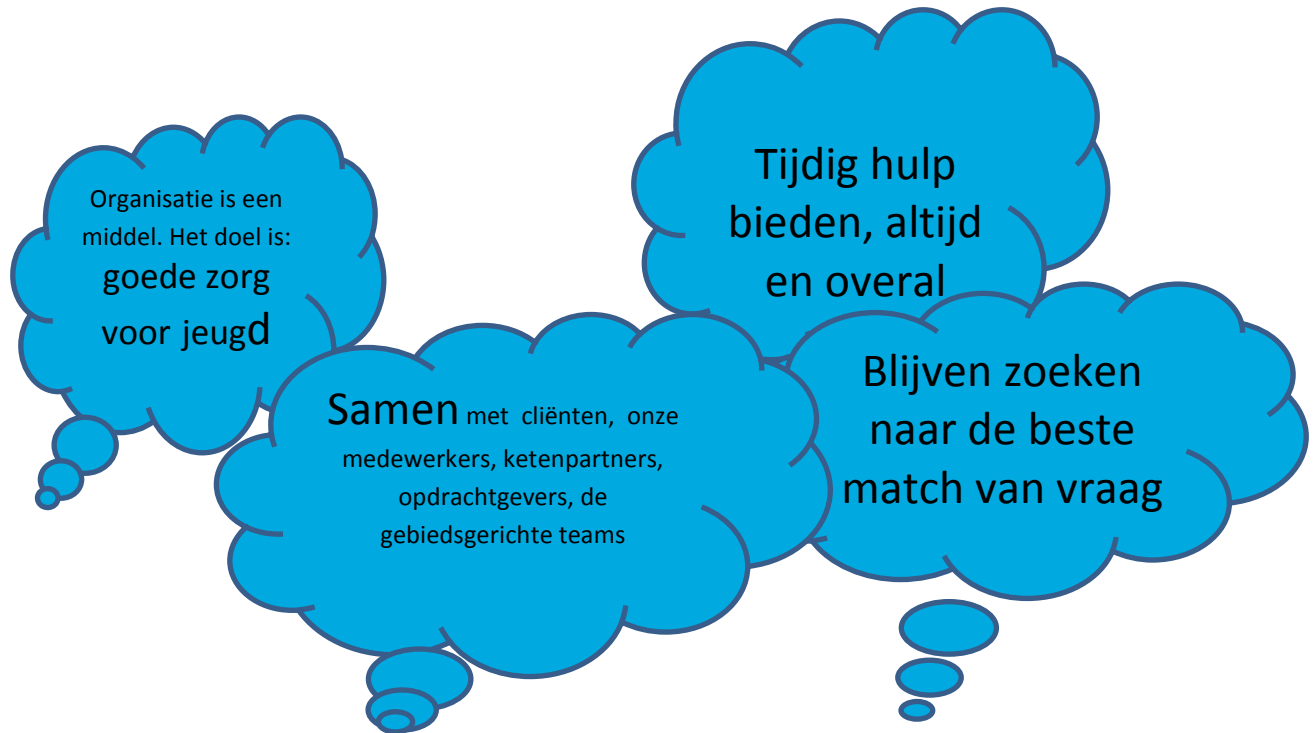 Organisatie is een
middel. Het doel is:
goede zorg
voor jeugd
Tijdig hulp
bieden, altijd
en overal
Samen met cliënten, onze
medewerkers, ketenpartners,
opdrachtgevers, de
gebiedsgerichte teams
Blijven zoeken
naar de beste
match van vraag